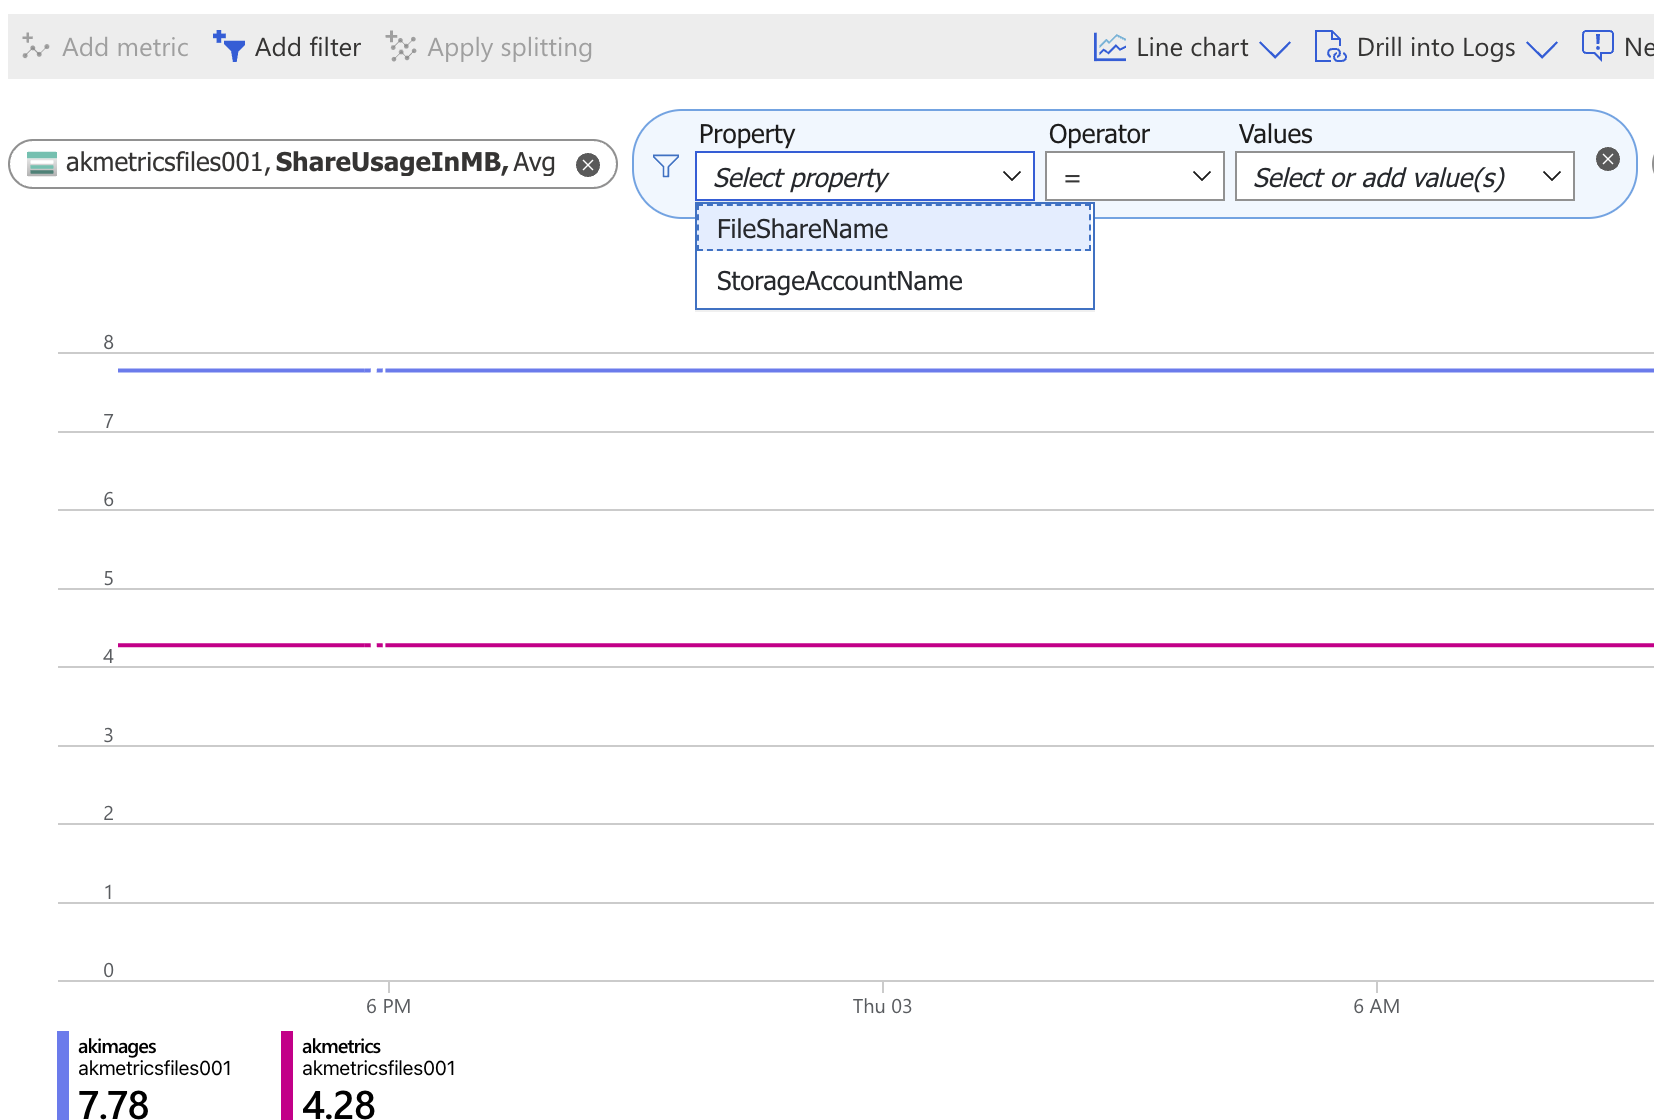 Add metric Add filter Apply splitting Line chart Drill into Logs Ne
Property Operator Values
akmetricsfiles001, ShareUsageInMB, Avg Select property = Select or add value(s)
FileShareName
StorageAccountName
8
7
6
5
4
3
2
1
0
6 PM Thu 03 6 AM
akimages akmetrics
akmetricsfiles001 akmetricsfiles001
7.78 4.28